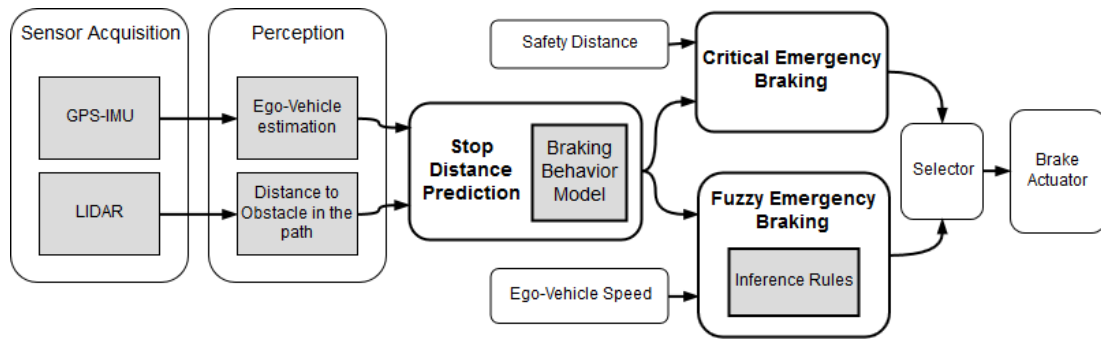 Sensor Acquisition
GPS-IMU
LIDAR
Perception
Ego-Vehicle
estimation
Distance to
Obstacle in the
path
Stop
Distance
Prediction
Braking
Behavior
Model
Safety Distance
Ego-Vehicle Speed
Critical Emergency
Braking
Fuzzy Emergency
Braking
Inference Rules
Selector
Brake
Actuator